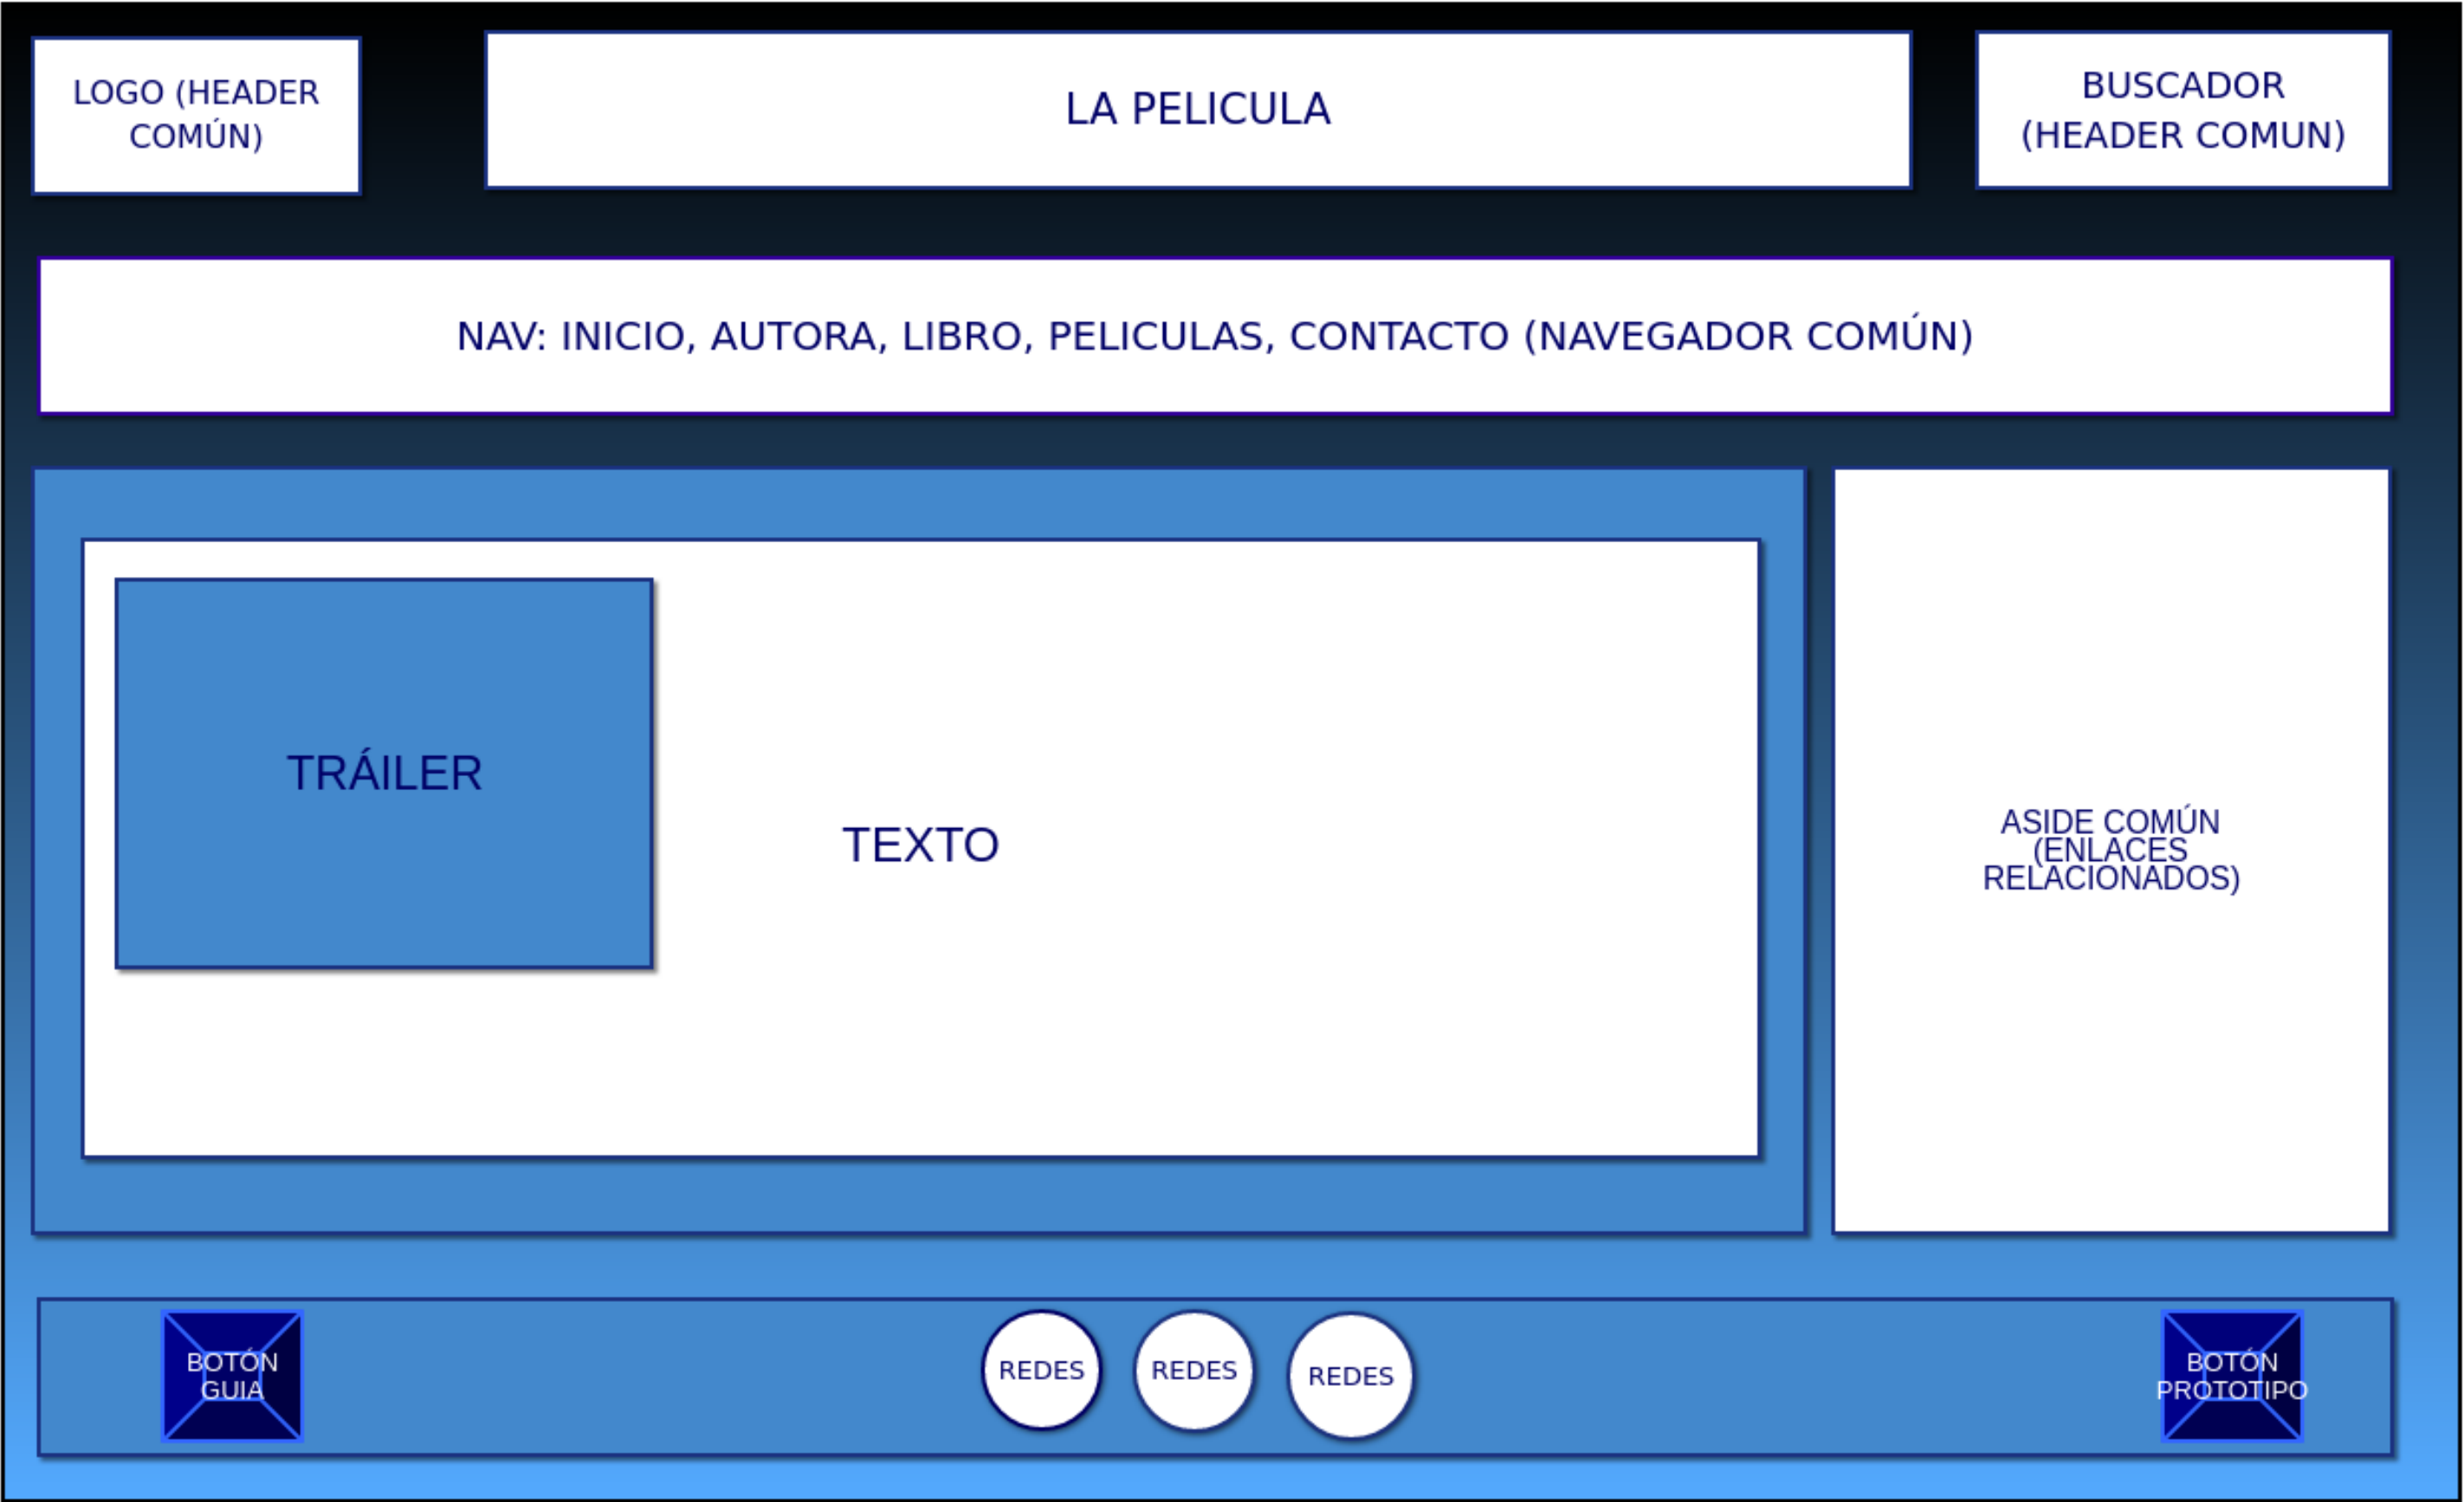 LOGO (HEADER
COMÚN)
LA PELICULA
BUSCADOR
(HEADER COMUN)
NAV: INICIO, AUTORA, LIBRO, PELICULAS, CONTACTO (NAVEGADOR COMÚN)
TRÁILER
TEXTO
ASIDE COMÚN
(ENLACES
RELACIONADOS)
BOTÓN
GUIA
REDES
REDES
REDES
BOTÓN
PROTOTIPO